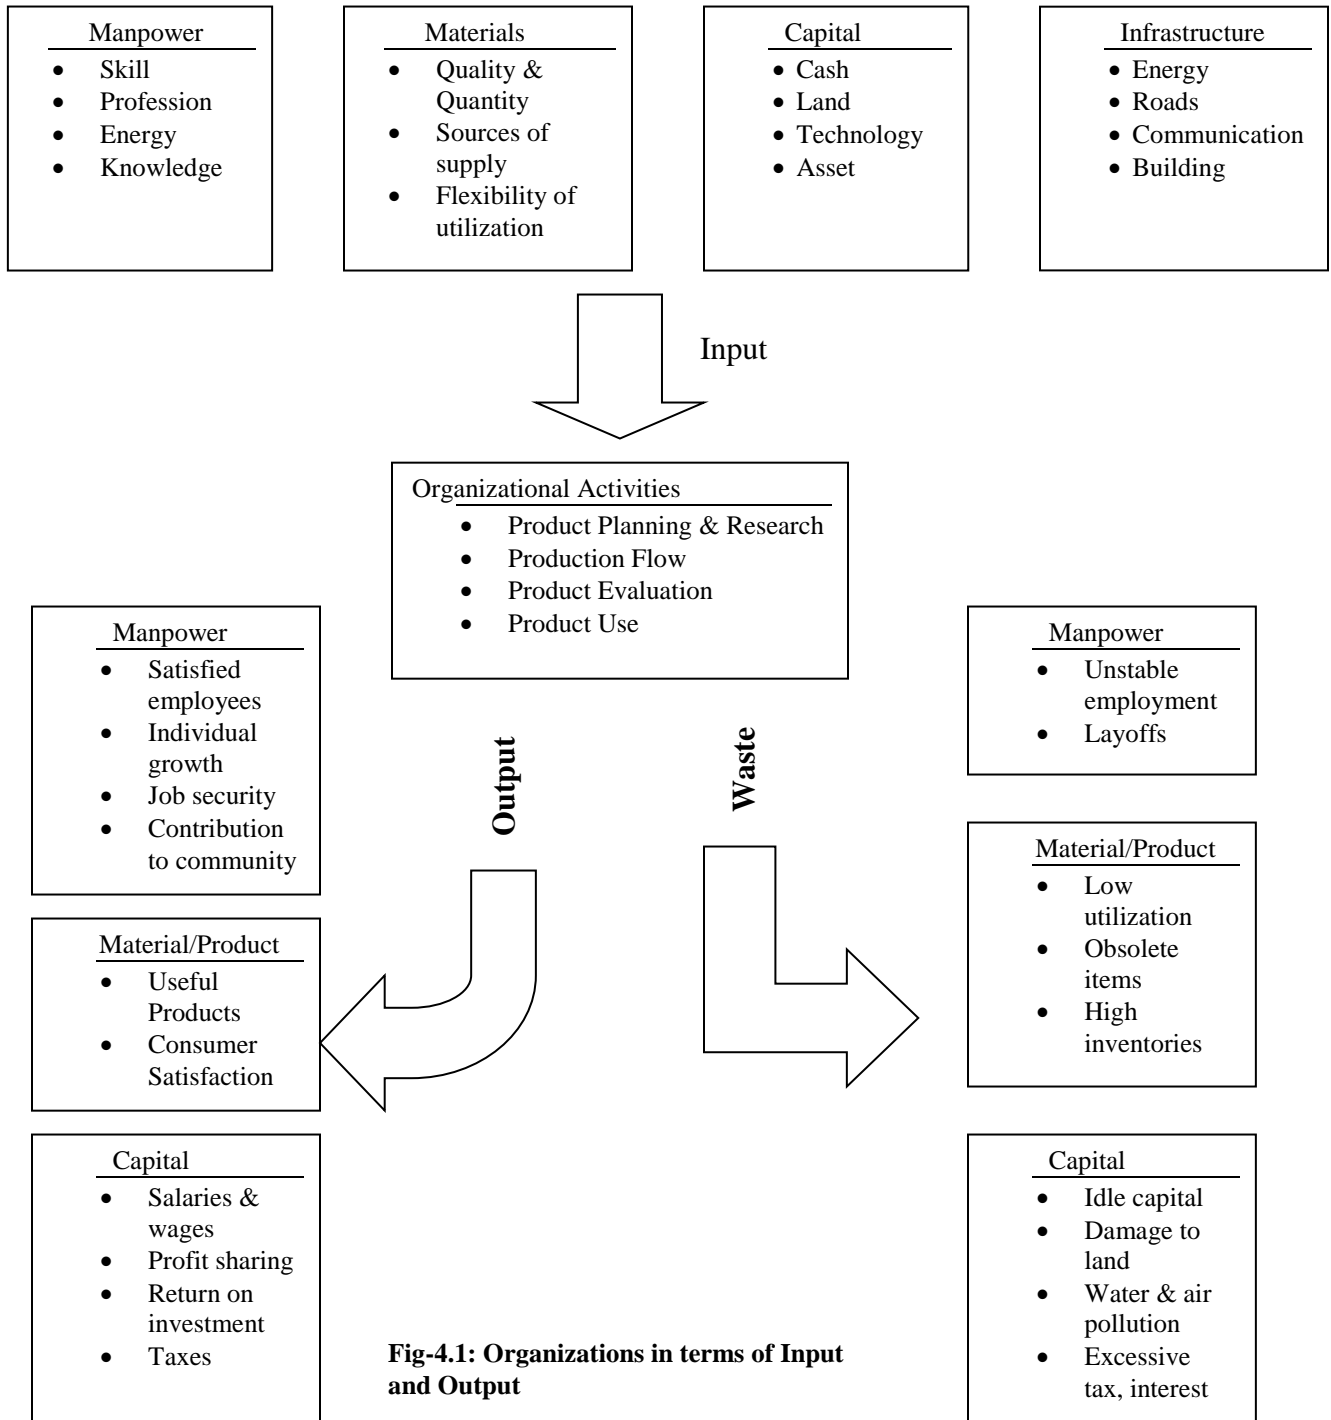 Manpower
• Skill
• Profession
• Energy
• Knowledge
Materials
• Quality &
Quantity
• Sources of
supply
• Flexibility of
utilization
Capital
• Cash
• Land
• Technology
• Asset
Infrastructure
• Energy
• Roads
• Communication
• Building
Input
Organizational Activities
• Product Planning & Research
• Production Flow
• Product Evaluation
• Product Use
Output
Waste
Manpower
• Satisfied
employees
• Individual
growth
• Job security
• Contribution
to community
Material/Product
• Useful
Products
• Consumer
Satisfaction
Capital
• Salaries &
wages
• Profit sharing
• Return on
investment
• Taxes
Manpower
• Unstable
employment
• Layoffs
Material/Product
• Low
utilization
• Obsolete
items
• High
inventories
Capital
• Idle capital
• Damage to
land
• Water & air
pollution
• Excessive
tax, interest
Fig-4.1: Organizations in terms of Input
and Output